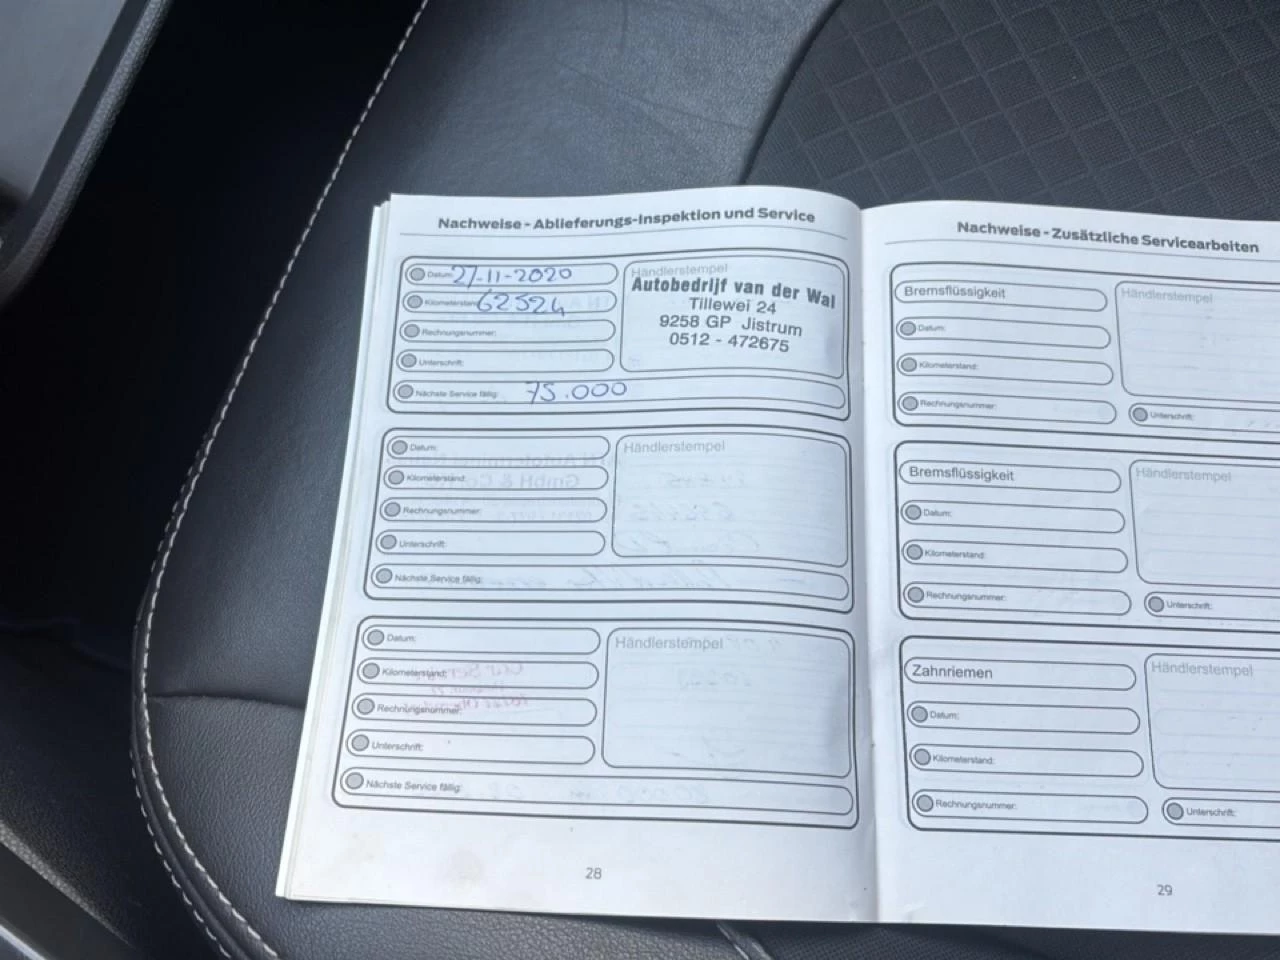 Nachweise - Ablieferungs-Inspektion und Service
Datum: 27-11-2020
Kilometerstand: 62524
Rechnungsnummer:
Unterschrift:
Nächste Service fällig: 75.000
Händlerstempel
Autobedrijf van der Wal
Tillewei 24
9258 GP Jistrum
0512 - 472675
Datum:
Kilometerstand:
Rechnungsnummer:
Unterschrift:
Nächste Service fällig:
Händlerstempel
Datum:
Kilometerstand:
Rechnungsnummer:
Unterschrift:
Nächste Service fällig:
Händlerstempel
28
Nachweise - Zusätzliche Servicearbeiten
Bremsflüssigkeit
Datum:
Kilometerstand:
Rechnungsnummer:
Händlerstempel
Unterschrift:
Bremsflüssigkeit
Datum:
Kilometerstand:
Rechnungsnummer:
Händlerstempel
Unterschrift:
Zahnriemen
Datum:
Kilometerstand:
Rechnungsnummer:
Händlerstempel
Unterschrift:
29